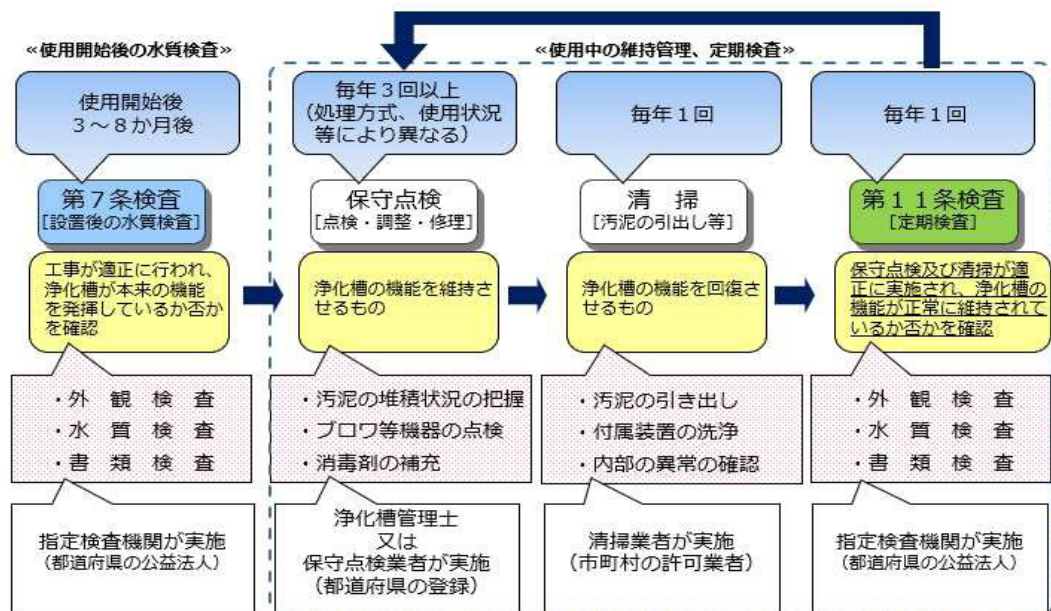 ≪使用開始後の水質検査≫
≪使用中の維持管理、定期検査≫
使用開始後
３～８か月後
第７条検査
[設置後の水質検査]
工事が適正に行われ、
浄化槽が本来の機能
を発揮しているか否か
を確認
・外観検査
・水質検査
・書類検査
指定検査機関が実施
(都道府県の公益法人)
毎年３回以上
(処理方式、使用状況
等により異なる)
保守点検
[点検・調整・修理]
浄化槽の機能を維持さ
せるもの
・汚泥の堆積状況の把握
・ブロワ等機器の点検
・消毒剤の補充
浄化槽管理士
又は
保守点検業者が実施
(都道府県の登録)
毎年１回
清　掃
[汚泥の引出し等]
浄化槽の機能を回復さ
せるもの
・汚泥の引き出し
・付属装置の洗浄
・内部の異常の確認
清掃業者が実施
(市町村の許可業者)
毎年１回
第１１条検査
[定期検査]
保守点検及び清掃が適
正に実施され、浄化槽の
機能が正常に維持されて
いるか否かを確認
・外観検査
・水質検査
・書類検査
指定検査機関が実施
(都道府県の公益法人)